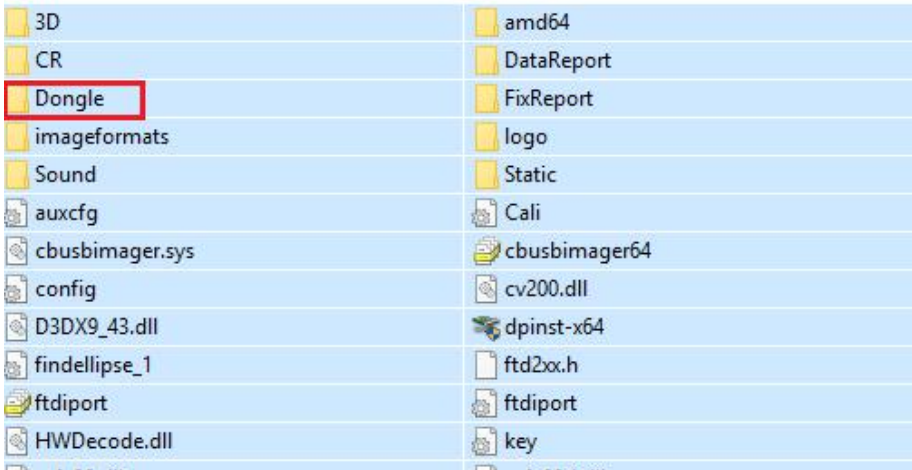 3D
amd64
CR
DataReport
Dongle
FixReport
imageformats
logo
Sound
Static
auxcfg
Cali
cbusbimager.sys
cbusbimager64
config
cv200.dll
D3DX9_43.dll
dpinst-x64
findellipse_1
ftd2xx.h
ftdiport
ftdiport
HWDecode.dll
key